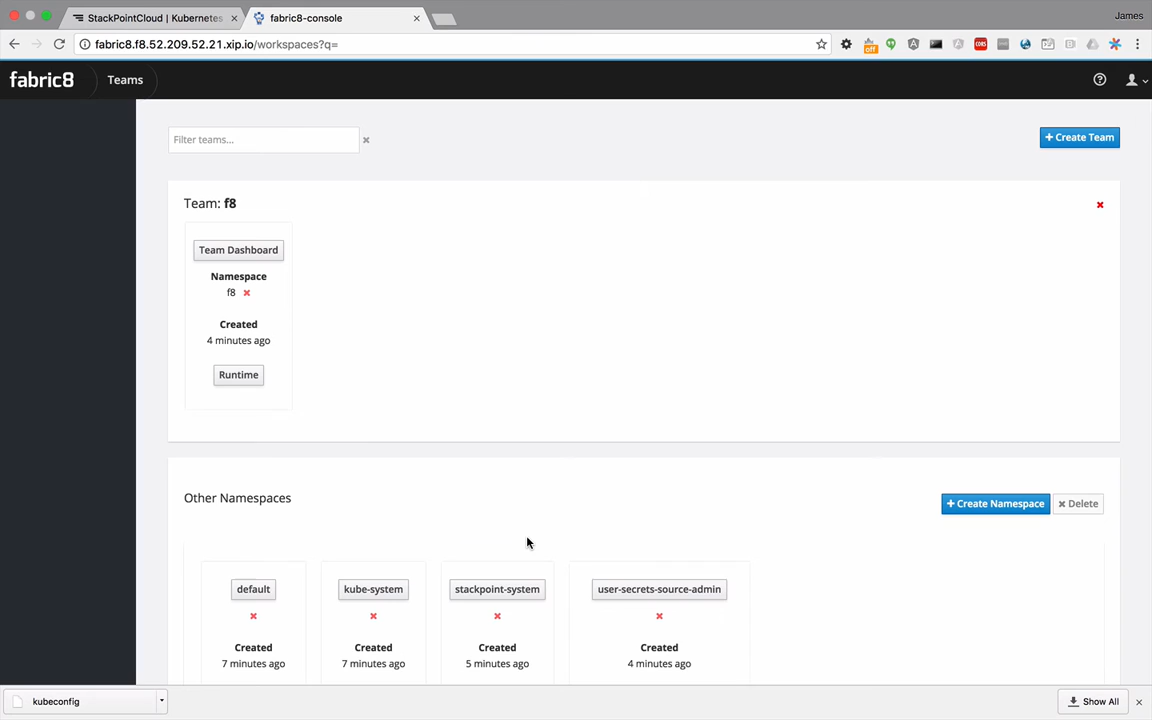 StackPointCloud | Kubernetes
fabric8-console
James
fabric8.f8.52.209.52.21.xip.io/workspaces?q=
off
CORS
fabric8
Teams
Filter teams...
Create Team
Team: f8
Team Dashboard
Namespace
f8
Created
4 minutes ago
Runtime
Other Namespaces
Create Namespace
Delete
default
kube-system
stackpoint-system
user-secrets-source-admin
Created
Created
Created
Created
7 minutes ago
7 minutes ago
5 minutes ago
4 minutes ago
kubeconfig
Show All